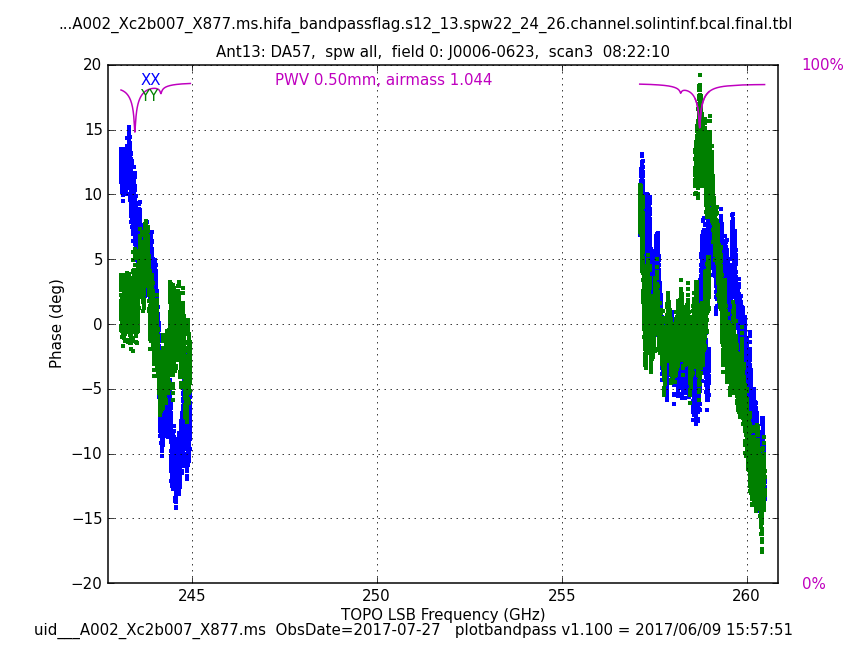 ...A002_Xc2b007_X877.ms.hifa_bandpassflag.s12_13.spw22_24_26.channel.solintinf.bcal.final.tbl
Ant13: DA57,  spw all,  field 0: J0006-0623,  scan3  08:22:10
XX
YY
PWV 0.50mm, airmass 1.044
100%
0%
20
15
10
5
0
−5
−10
−15
−20
Phase (deg)
245
250
255
260
TOPO LSB Frequency (GHz)
uid___A002_Xc2b007_X877.ms  ObsDate=2017-07-27   plotbandpass v1.100 = 2017/06/09 15:57:51